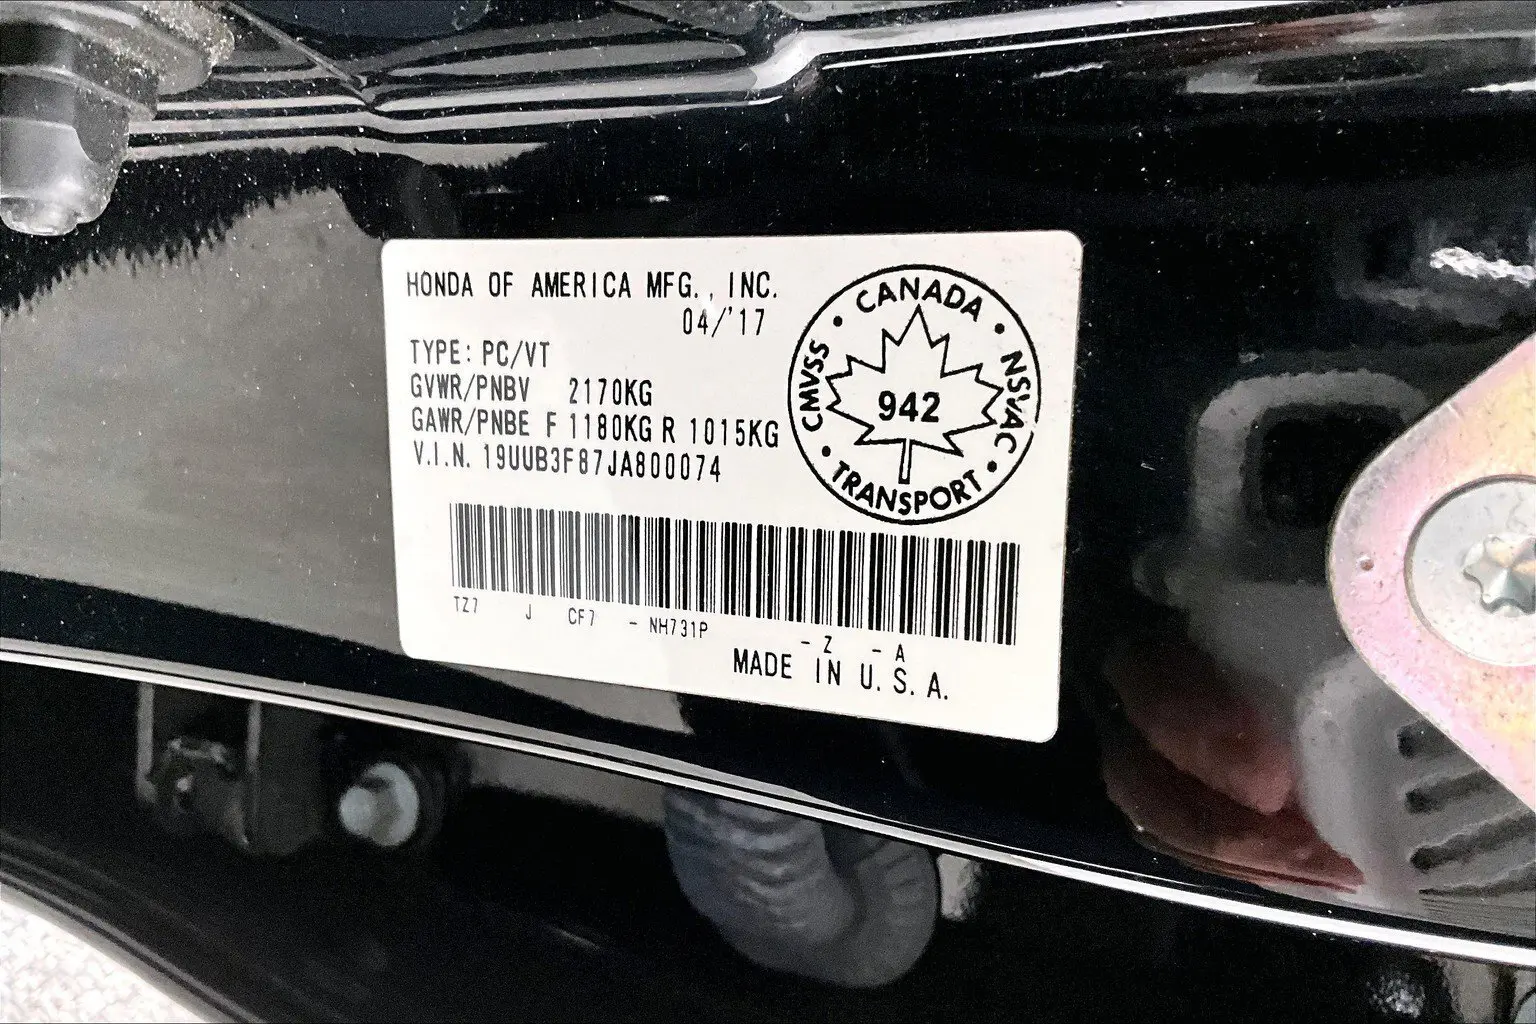 HONDA OF AMERICA MFG., INC.
04/'17
TYPE: PC/VT
GVWR/PNBV 2170KG
GAWR/PNBE F 1180KG R 1015KG
V.I.N. 19UUB3F87JA800074
CANADA
NSVAC
TRANSPORT
CMVSS
942
TZ7 J CF7 - NH731P - Z - A
MADE IN U.S.A.